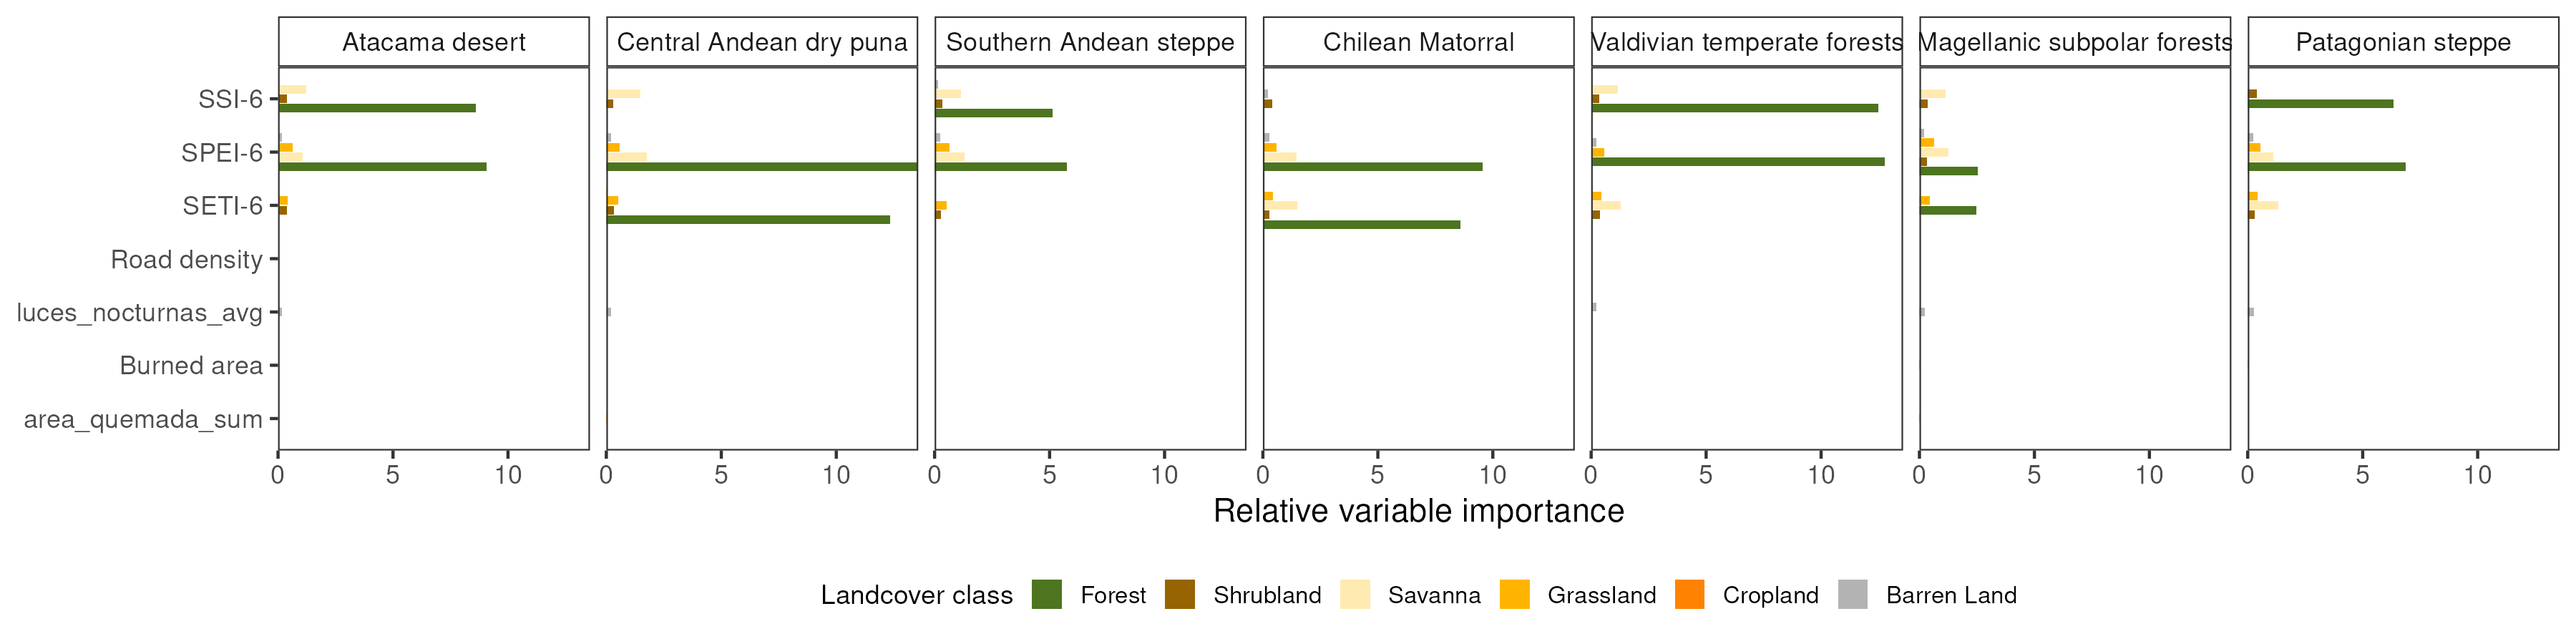 Atacama desert
Central Andean dry puna
Southern Andean steppe
Chilean Matorral
Valdivian temperate forests
Magellanic subpolar forests
Patagonian steppe
SSI-6
SPEI-6
SETI-6
Road density
luces_nocturnas_avg
Burned area
area_quemada_sum
0 5 10 0 5 10 0 5 10 0 5 10 0 5 10 0 5 10 0 5 10
Relative variable importance
Landcover class Forest Shrubland Savanna Grassland Cropland Barren Land